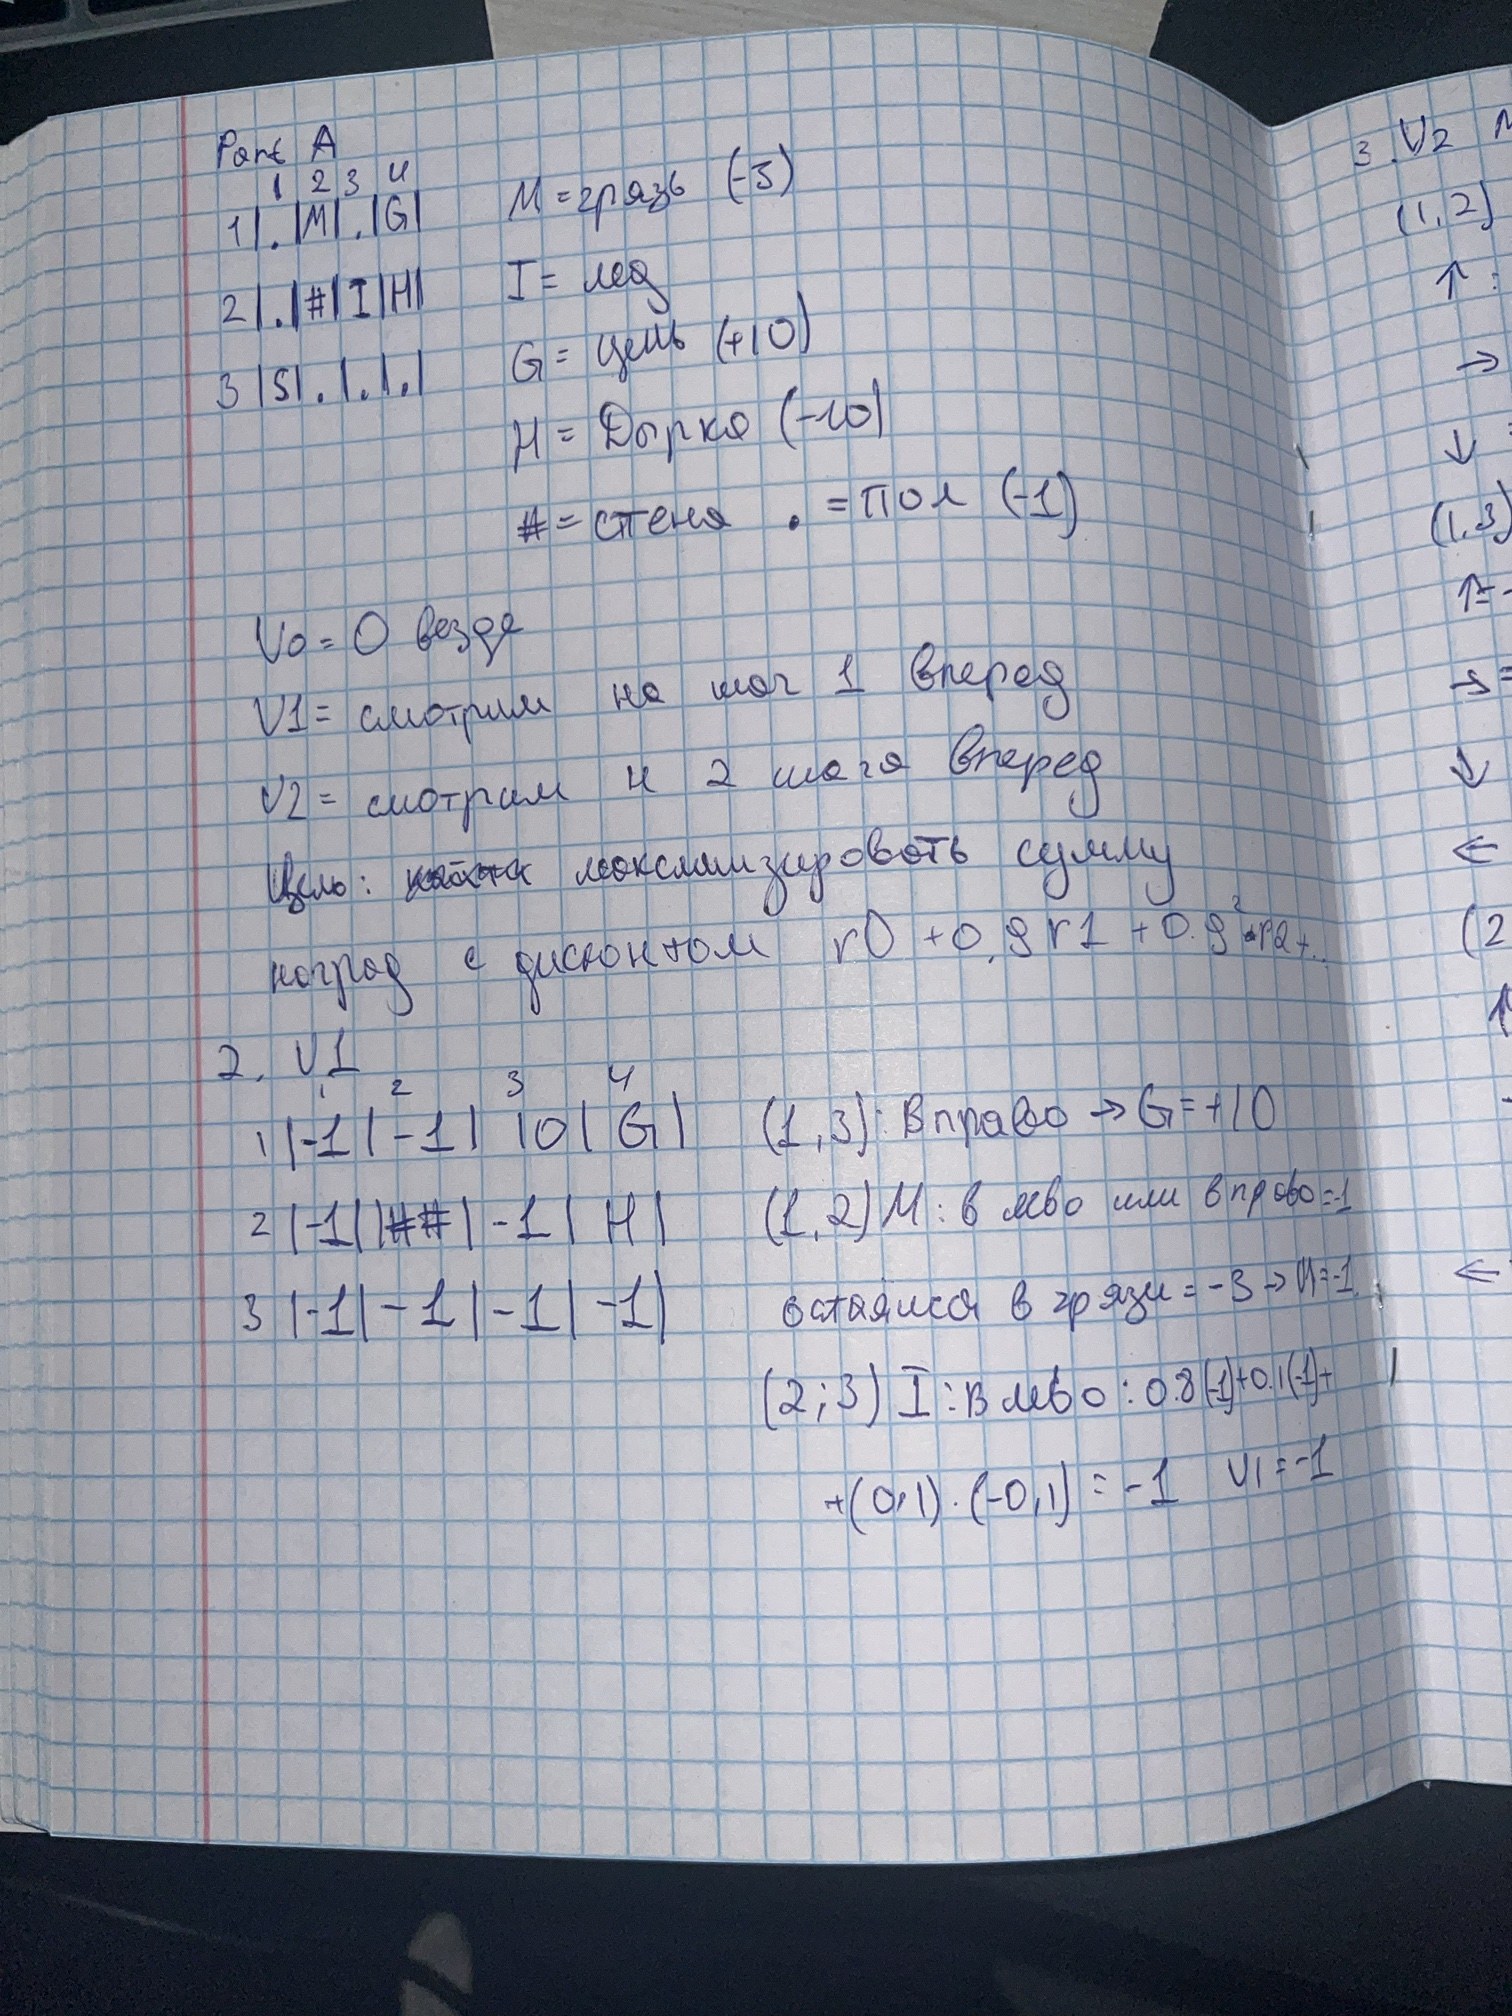 Part A
1 2 3 4
1|.|M|.|G|
M = грязь (-3)
2|.|#|I|H|
I = лед
3|S|.|.|.|
G = цель (+10)
H = Дырка (-10)
# = стена . = пол (-1)
V0 = 0 везде
V1 = смотрим на шаг 1 вперед
V2 = смотрим н 2 шага вперед
Цель: максимизировать сумму
наград с дисконтом r0 + 0,9 r1 + 0.9² r2 + ...
2. V1
1 2 3 4
1 |-1|-1| 10| G|
(1,3): Вправо → G = +10
2 |-1||##| -1| H|
(1,2) M: влево или вправо = -1
3 |-1|-1|-1|-1|
остаться в грязи = -3 → V1 = -1
(2;3) I: влево: 0.8(-1)+0.1(-1)+
+(0,1)·(-0,1) = -1 V1 = -1
3. V2
(1,2)
↑ :
→
↓ =
(1,3)
↑ = -
→ =
↓
←
(2
↑
-
←